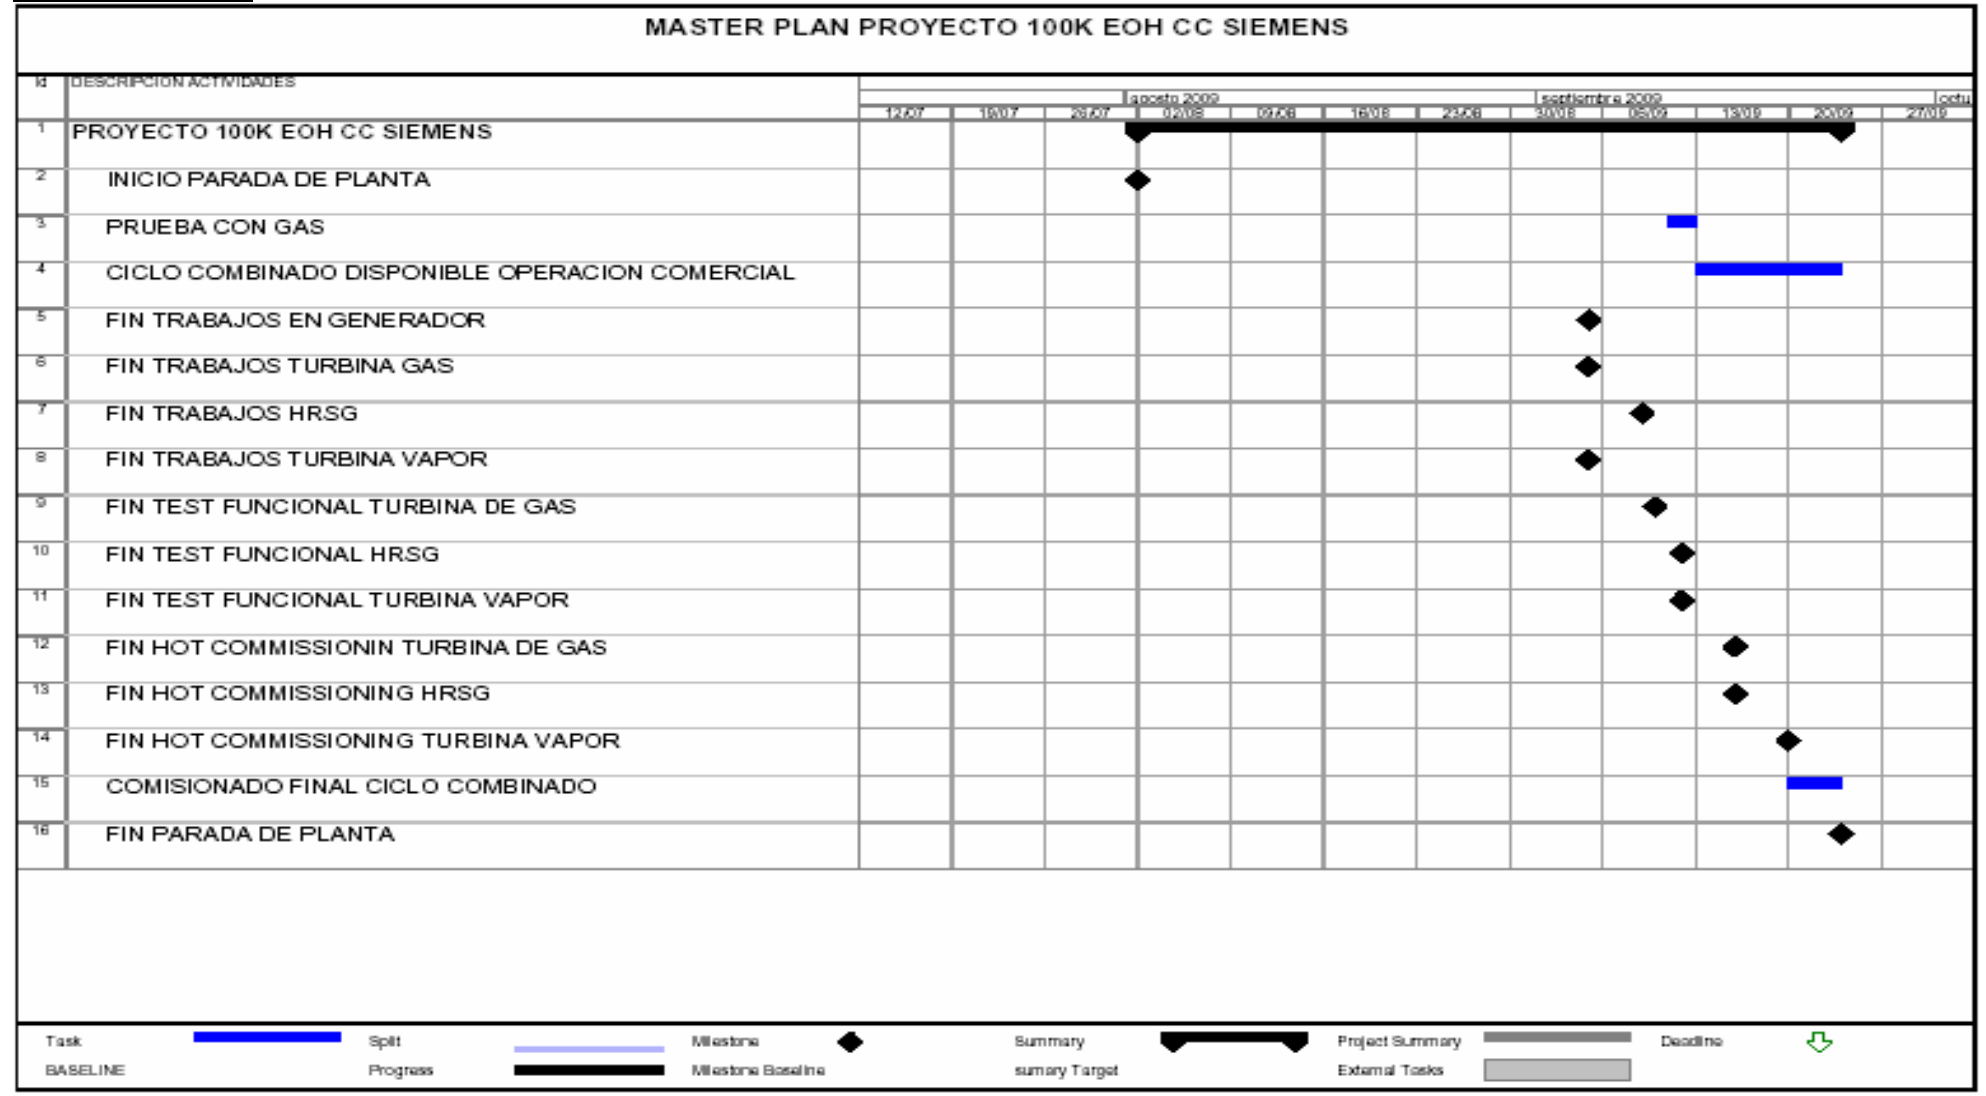 MASTER PLAN PROYECTO 100K EOH CC SIEMENS
Id DESCRIPCION ACTIVIDADES
agosto 2009 septiembre 2009 octu
12/07 19/07 26/07 02/08 09/08 16/08 23/08 30/08 06/09 13/09 20/09 27/09
1 PROYECTO 100K EOH CC SIEMENS
2 INICIO PARADA DE PLANTA
3 PRUEBA CON GAS
4 CICLO COMBINADO DISPONIBLE OPERACION COMERCIAL
5 FIN TRABAJOS EN GENERADOR
6 FIN TRABAJOS TURBINA GAS
7 FIN TRABAJOS HRSG
8 FIN TRABAJOS TURBINA VAPOR
9 FIN TEST FUNCIONAL TURBINA DE GAS
10 FIN TEST FUNCIONAL HRSG
11 FIN TEST FUNCIONAL TURBINA VAPOR
12 FIN HOT COMMISSIONIN TURBINA DE GAS
13 FIN HOT COMMISSIONING HRSG
14 FIN HOT COMMISSIONING TURBINA VAPOR
15 COMISIONADO FINAL CICLO COMBINADO
16 FIN PARADA DE PLANTA
Task Split Milestone Summary Project Summary Deadline
BASELINE Progress Milestone Baseline sumary Target External Tasks